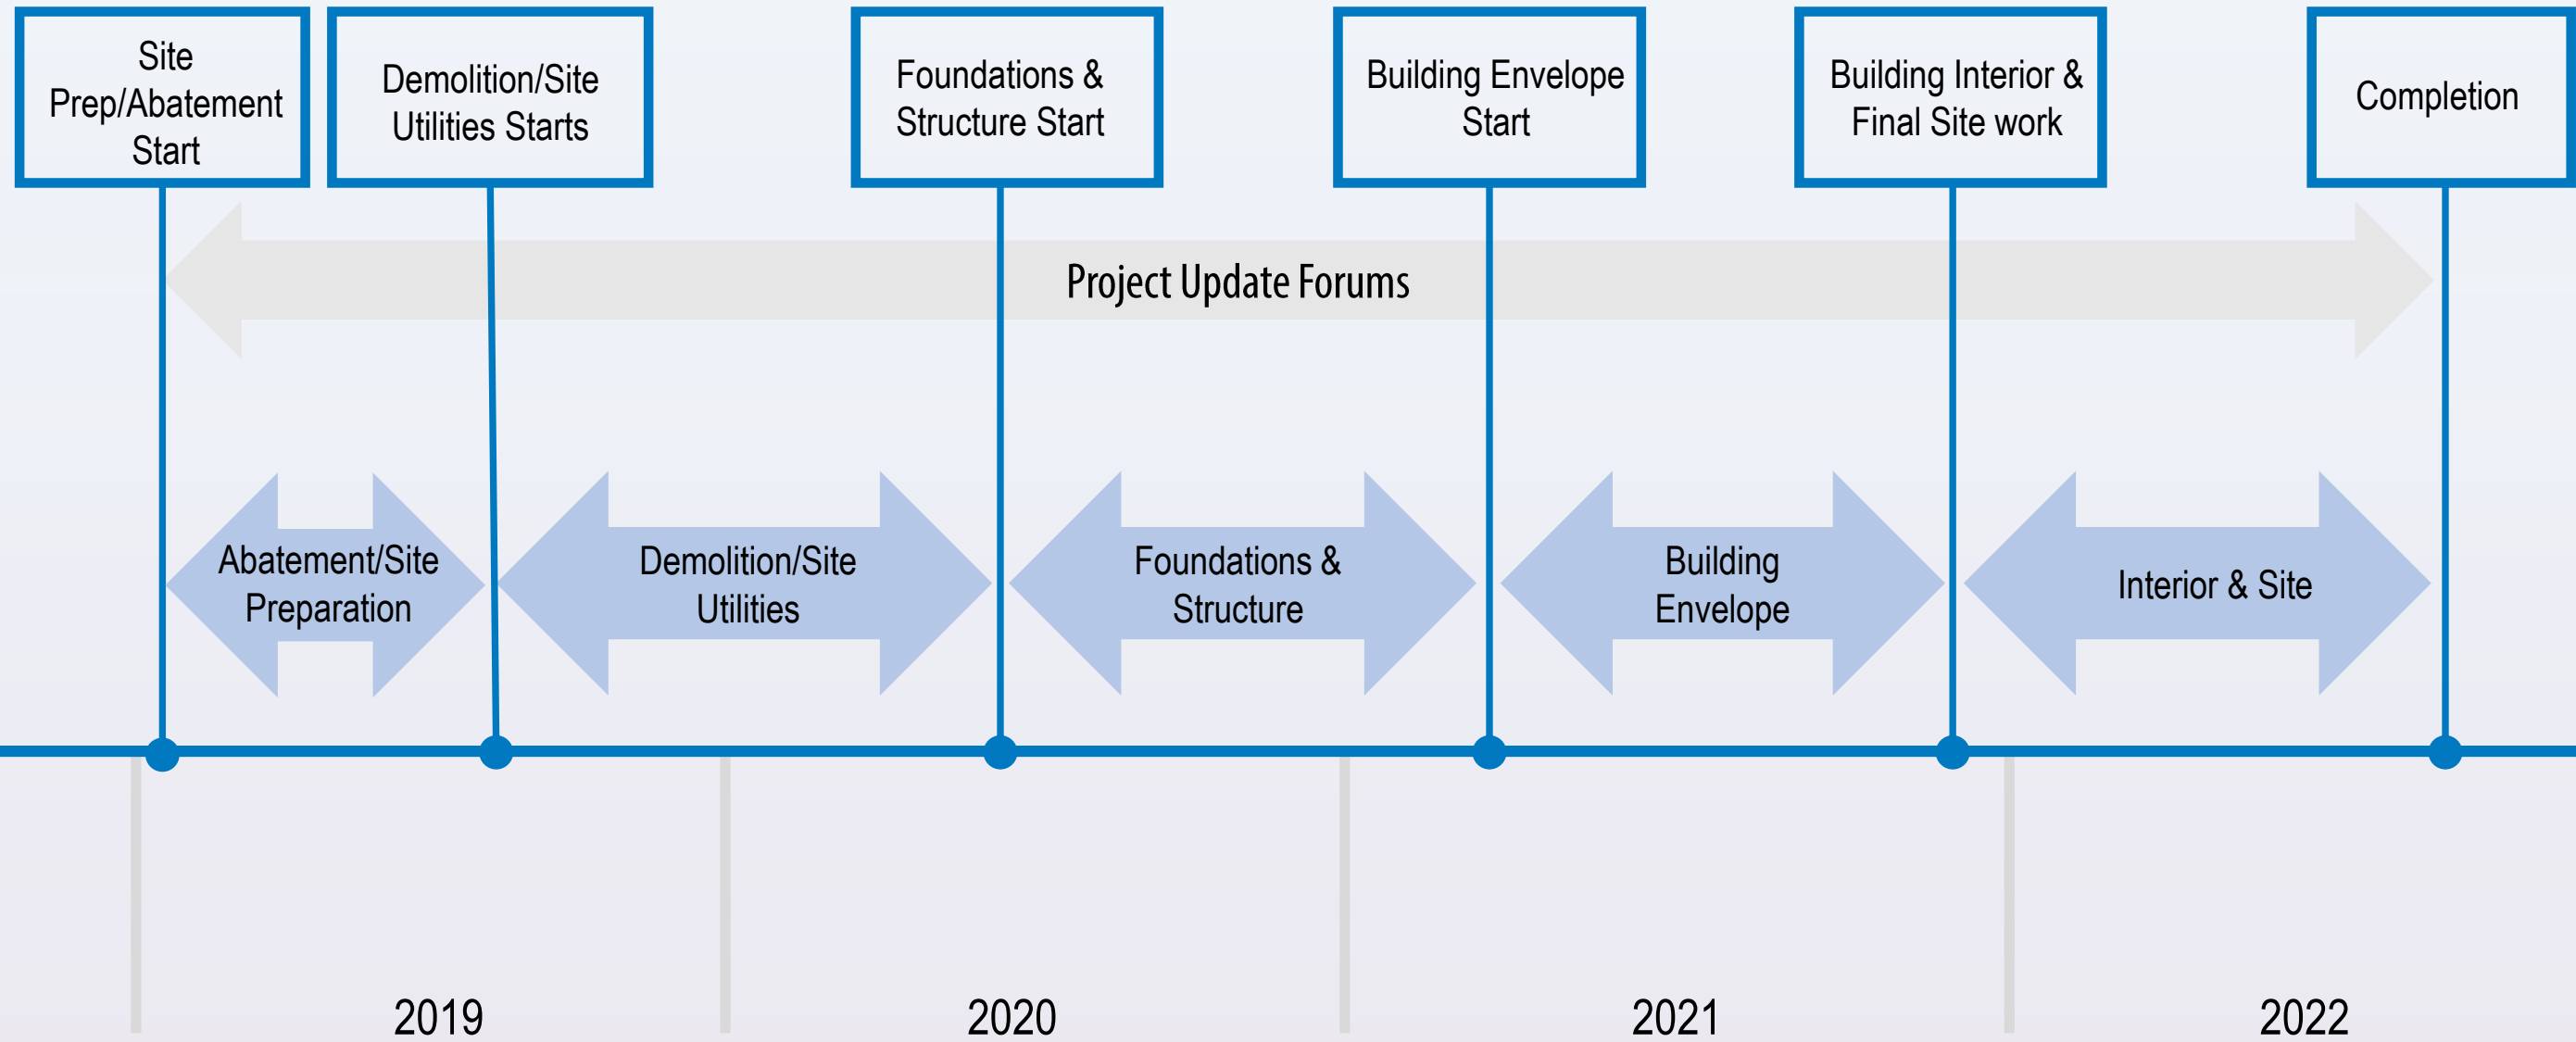 Site
Prep/Abatement
Start
Demolition/Site
Utilities Starts
Foundations &
Structure Start
Building Envelope
Start
Building Interior &
Final Site work
Completion
Project Update Forums
Abatement/Site
Preparation
Demolition/Site
Utilities
Foundations &
Structure
Building
Envelope
Interior & Site
2019
2020
2021
2022